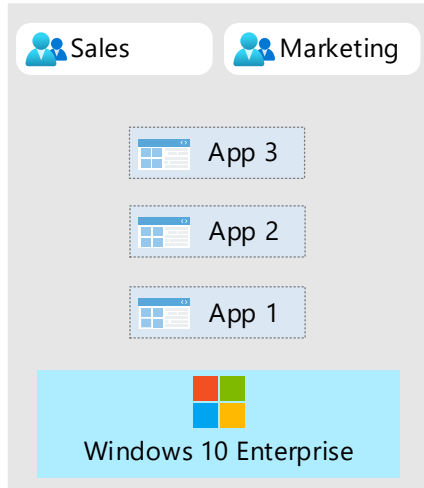 Sales
Marketing
App 3
App 2
App 1
Windows 10 Enterprise